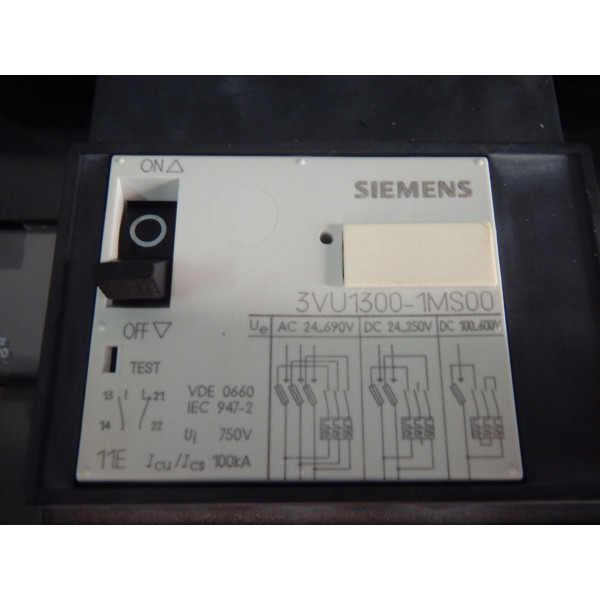 ON △
SIEMENS
O
3VU1300-1MS00
OFF ▽
Ue AC 24..690V DC 24..250V DC 100..600V
TEST
13 21
14 22
VDE 0660
IEC 947-2
Ui 750V
11E Icu/Ics 100kA